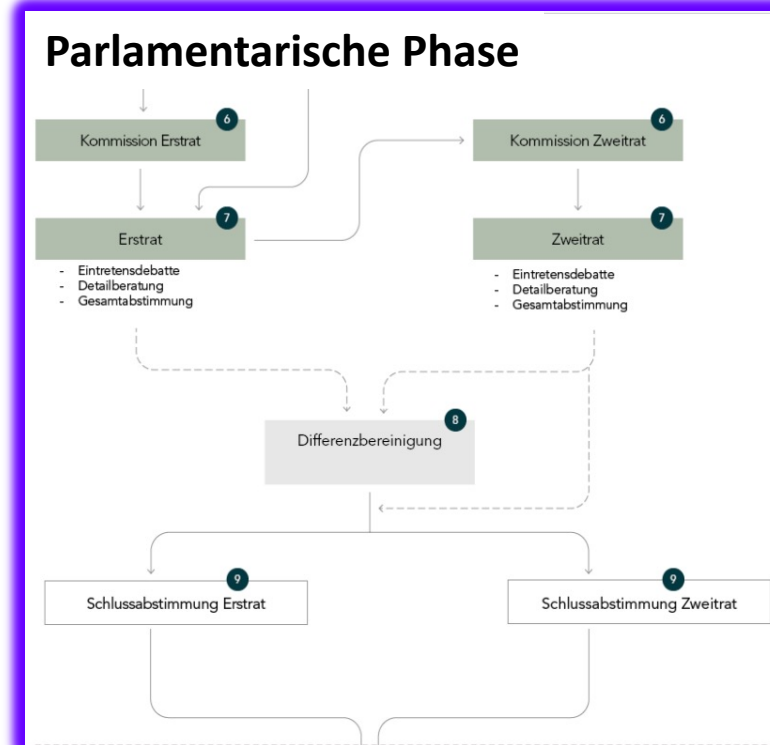 Parlamentarische Phase
6
Kommission Erstrat
6
Kommission Zweitrat
7
Erstrat
- Eintretensdebatte
- Detailberatung
- Gesamtabstimmung
7
Zweitrat
- Eintretensdebatte
- Detailberatung
- Gesamtabstimmung
8
Differenzbereinigung
9
Schlussabstimmung Erstrat
9
Schlussabstimmung Zweitrat